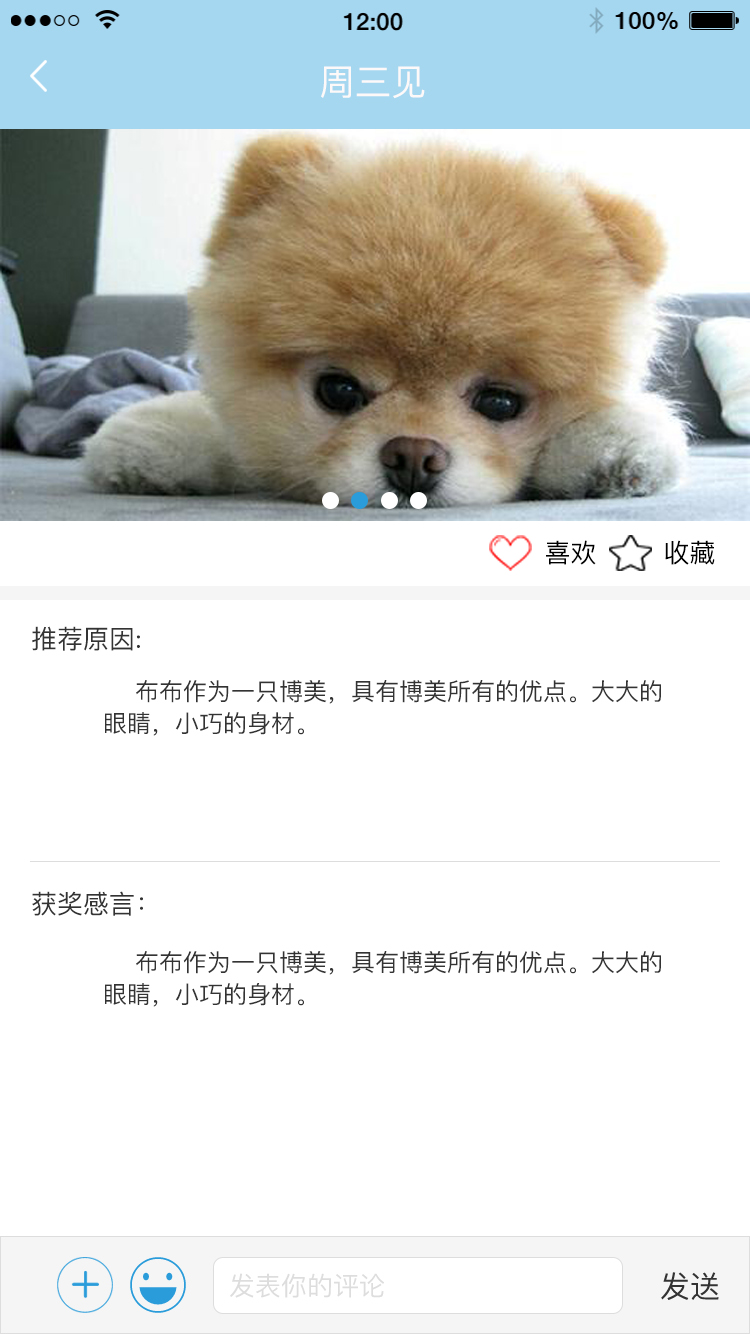 12:00
100%
周三见
喜欢 收藏
推荐原因:
布布作为一只博美，具有博美所有的优点。大大的
眼睛，小巧的身材。
获奖感言：
布布作为一只博美，具有博美所有的优点。大大的
眼睛，小巧的身材。
发表你的评论
发送